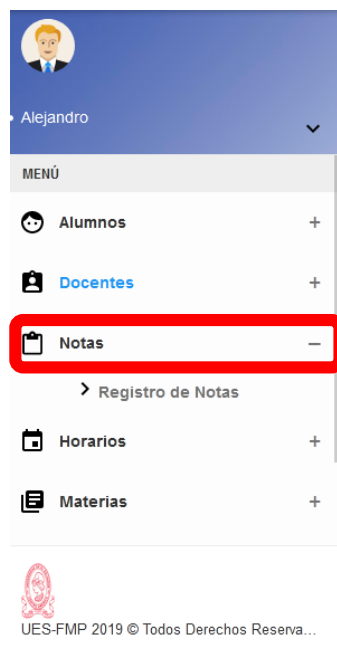 Alejandro
MENÚ
Alumnos +
Docentes +
Notas –
Registro de Notas
Horarios +
Materias +
UES-FMP 2019 © Todos Derechos Reserva...